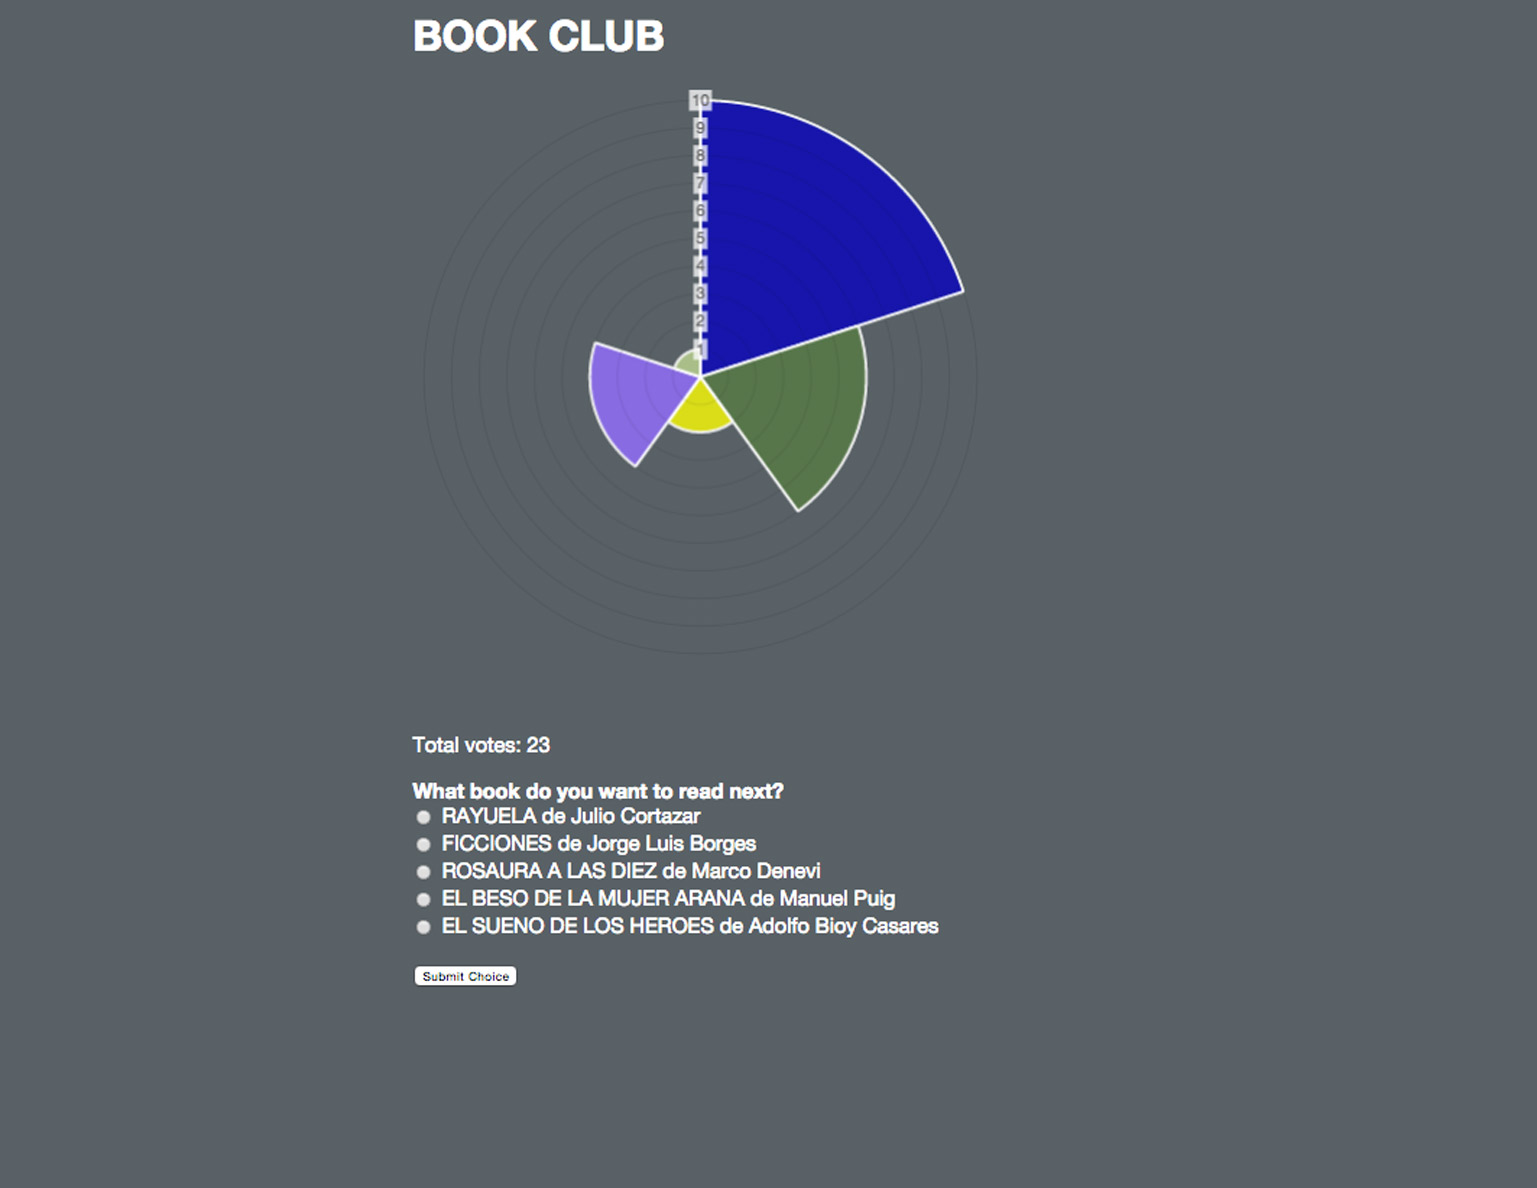 BOOK CLUB
10
9
8
7
6
5
4
3
2
1
Total votes: 23
What book do you want to read next?
RAYUELA de Julio Cortazar
FICCIONES de Jorge Luis Borges
ROSAURA A LAS DIEZ de Marco Denevi
EL BESO DE LA MUJER ARANA de Manuel Puig
EL SUENO DE LOS HEROES de Adolfo Bioy Casares
Submit Choice